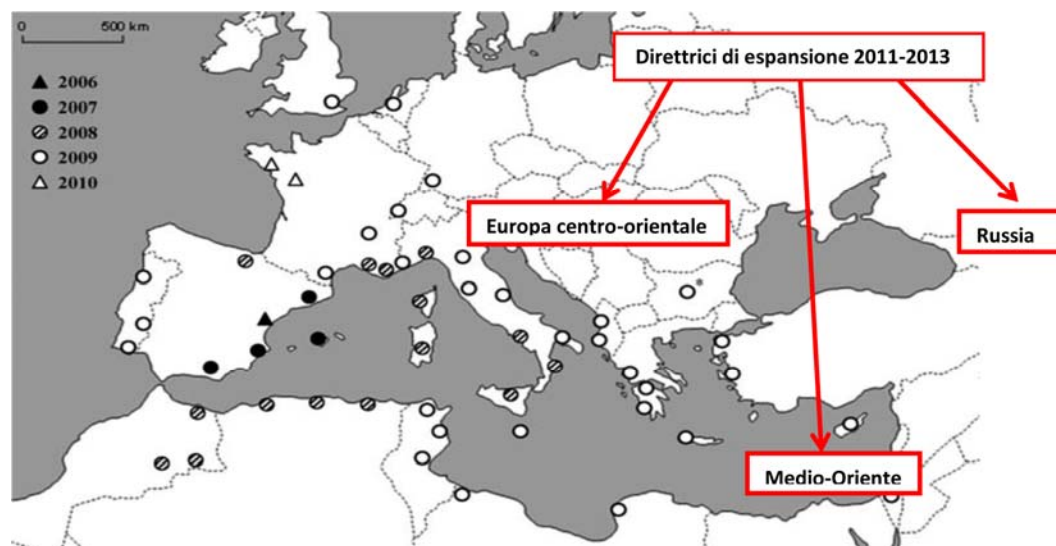 0 500 km
2006
2007
2008
2009
2010
Direttrici di espansione 2011-2013
Europa centro-orientale
Russia
Medio-Oriente
*